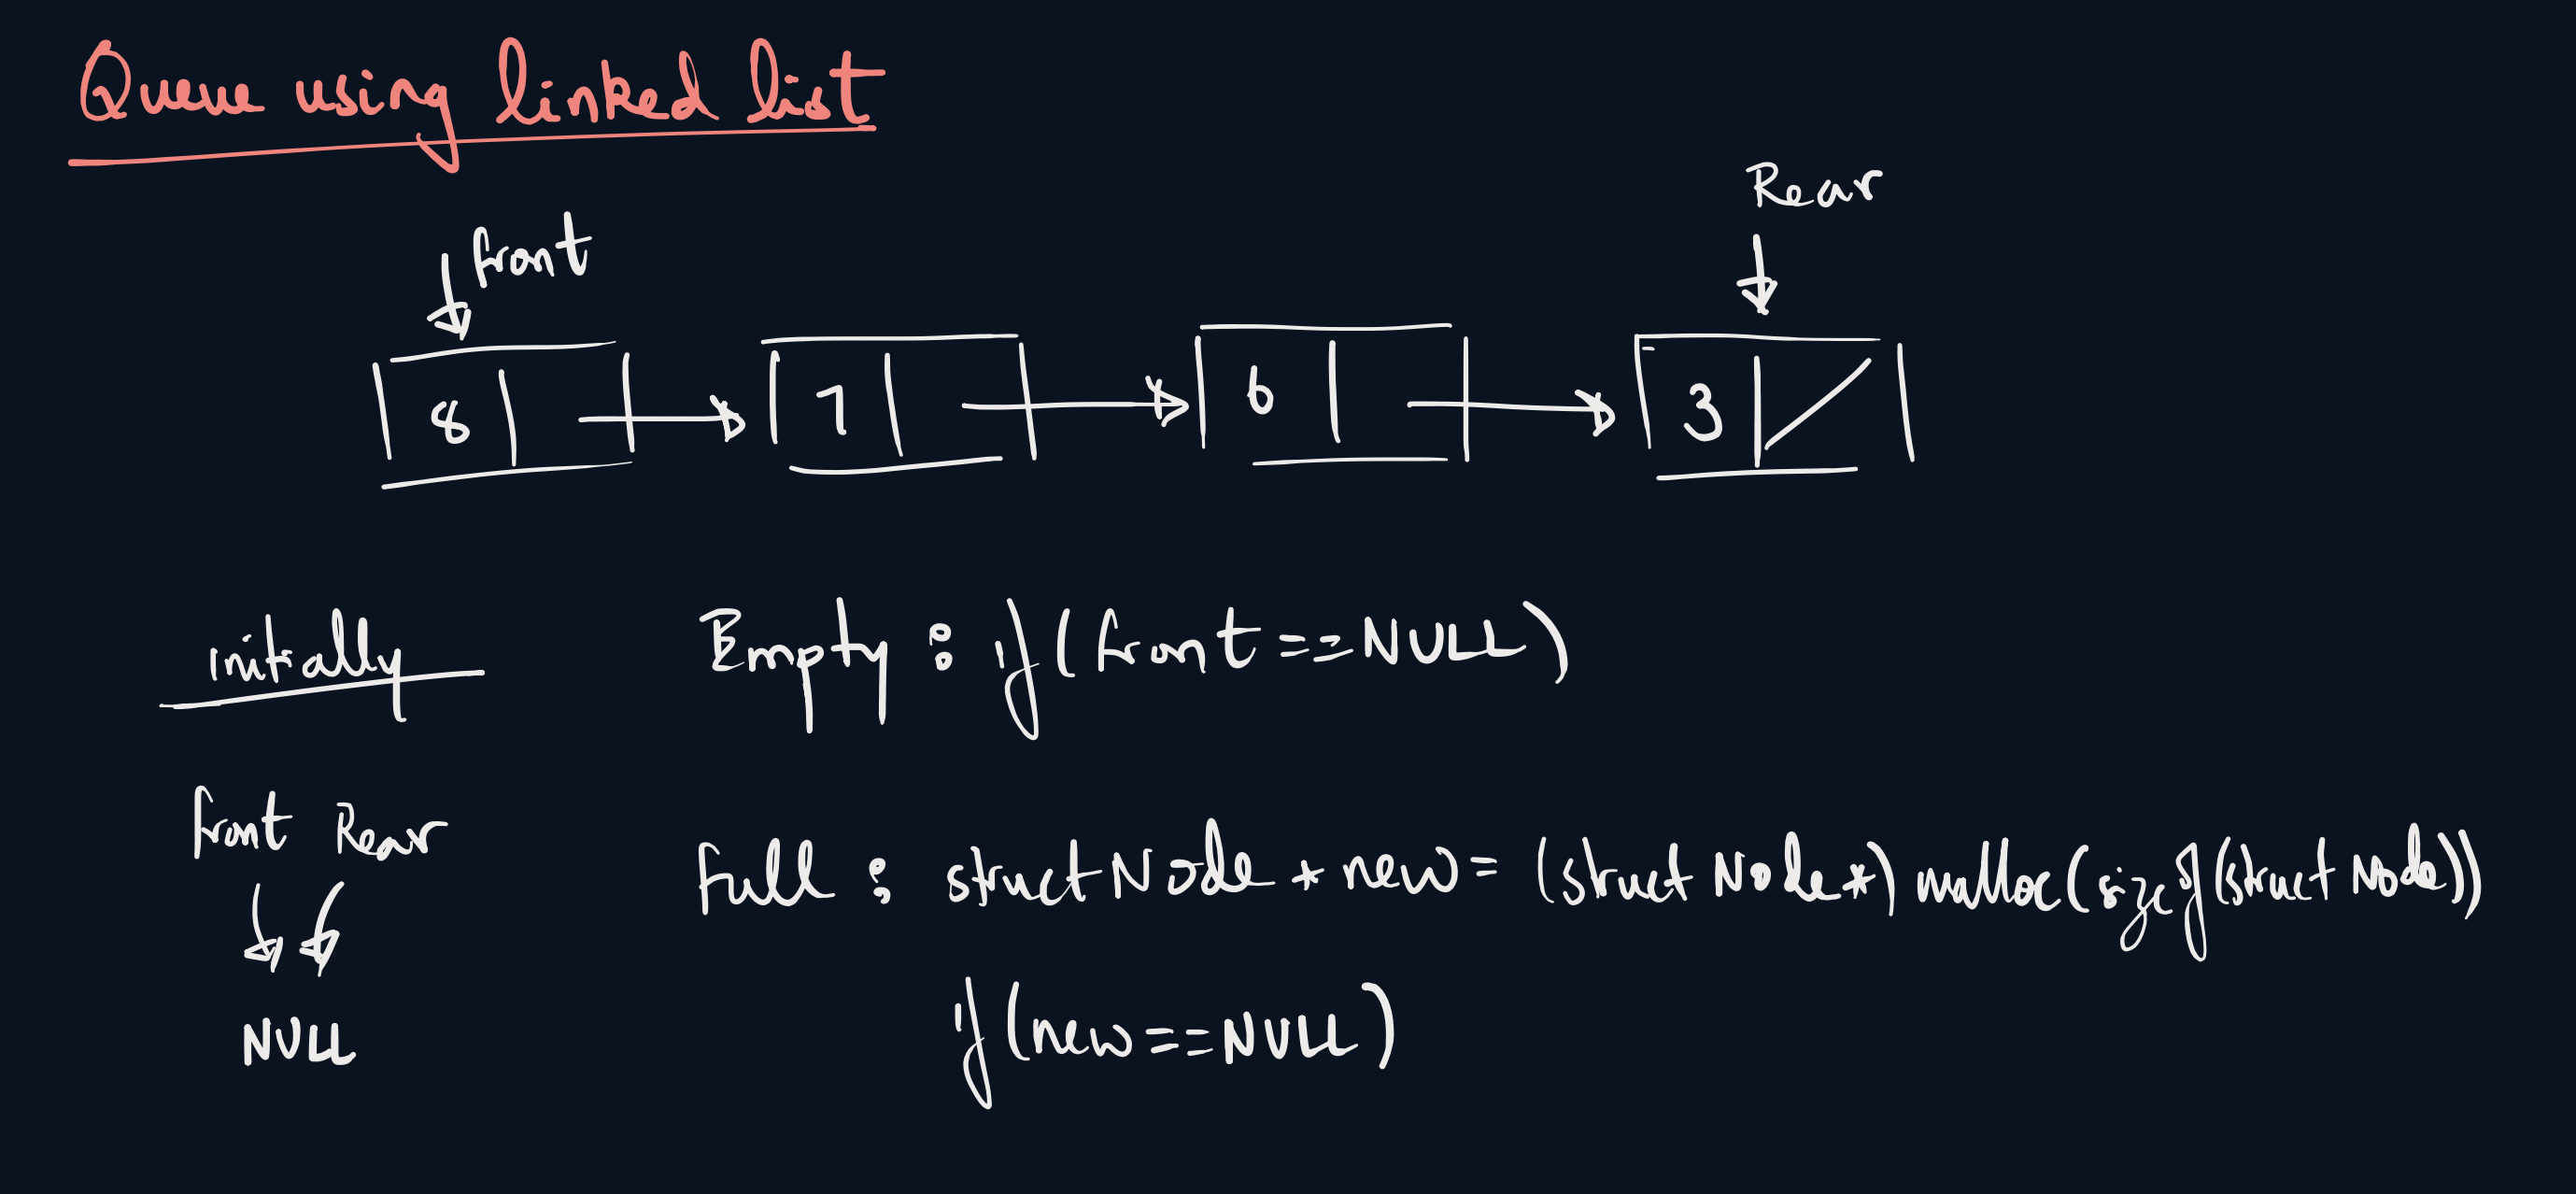 Queue using linked list
Rear
front
8 7 6 3
initially
Empty : if (front == NULL)
front Rear
Full : struct Node * new = (struct Node *) malloc(sizeof(struct Node))
NULL
if (new == NULL)